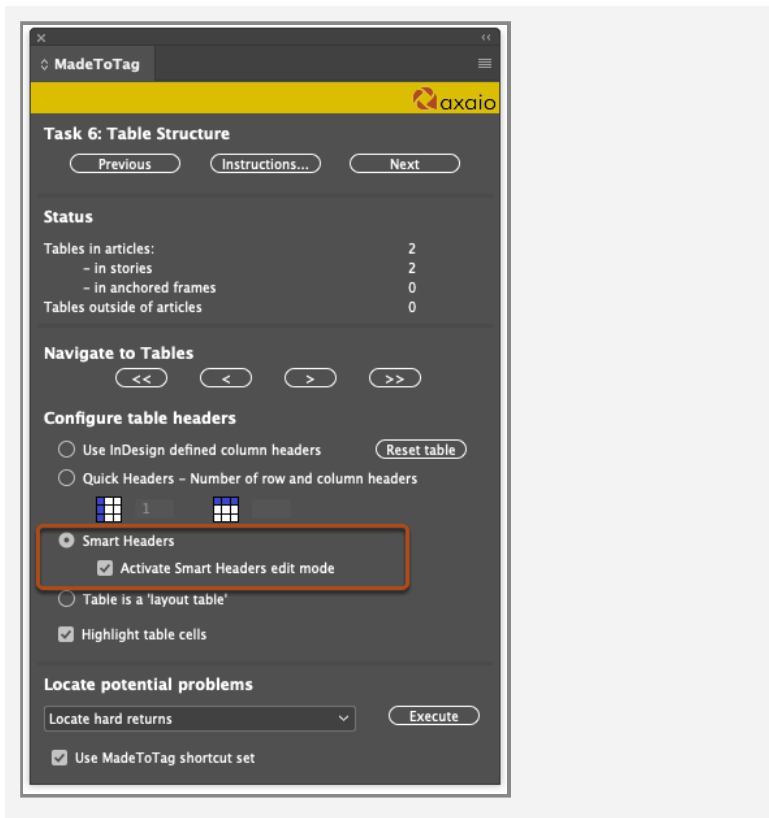 MadeToTag
axaio
Task 6: Table Structure
Previous Instructions... Next
Status
Tables in articles: 2
– in stories 2
– in anchored frames 0
Tables outside of articles 0
Navigate to Tables
<< < > >>
Configure table headers
Use InDesign defined column headers Reset table
Quick Headers – Number of row and column headers
1
Smart Headers
Activate Smart Headers edit mode
Table is a 'layout table'
Highlight table cells
Locate potential problems
Locate hard returns Execute
Use MadeToTag shortcut set